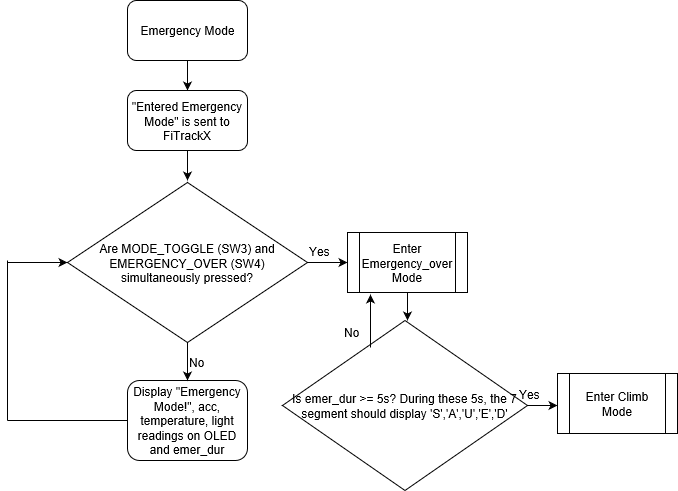 Emergency Mode
"Entered Emergency
Mode" is sent to
FiTrackX
Are MODE_TOGGLE (SW3) and
EMERGENCY_OVER (SW4)
simultaneously pressed?
Yes
Enter
Emergency_over
Mode
No
No
Display "Emergency
Mode!", acc,
temperature, light
readings on OLED
and emer_dur
Is emer_dur >= 5s? During these 5s, the 7
segment should display 'S','A','U','E','D'
Yes
Enter Climb
Mode